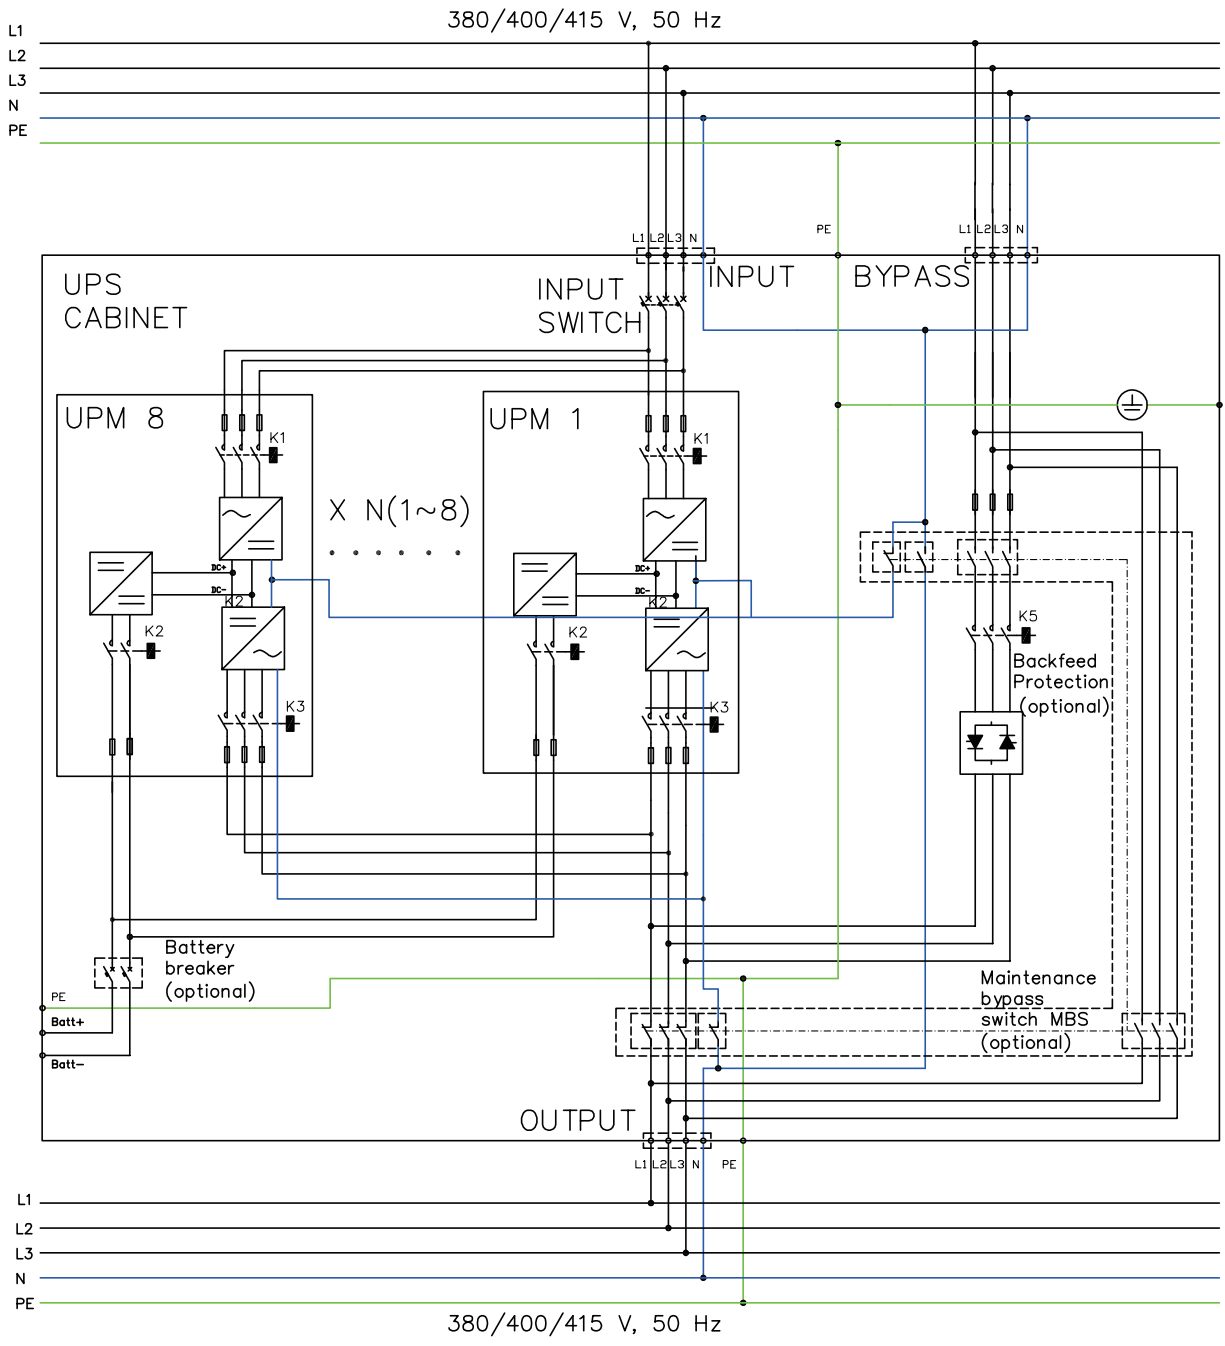 380/400/415 V, 50 Hz
L1
L2
L3
N
PE
L1 L2 L3 N
PE
L1 L2 L3 N
INPUT
BYPASS
UPS
CABINET
INPUT
SWITCH
UPM 8
UPM 1
K1
K1
X N(1~8)
DC+
DC-
DC+
DC-
K2
K2
K2
K2
K5
Backfeed
Protection
(optional)
K3
K3
Battery
breaker
(optional)
Maintenance
bypass
switch MBS
(optional)
PE
Batt+
Batt-
OUTPUT
L1 L2 L3 N
PE
L1
L2
L3
N
PE
380/400/415 V, 50 Hz